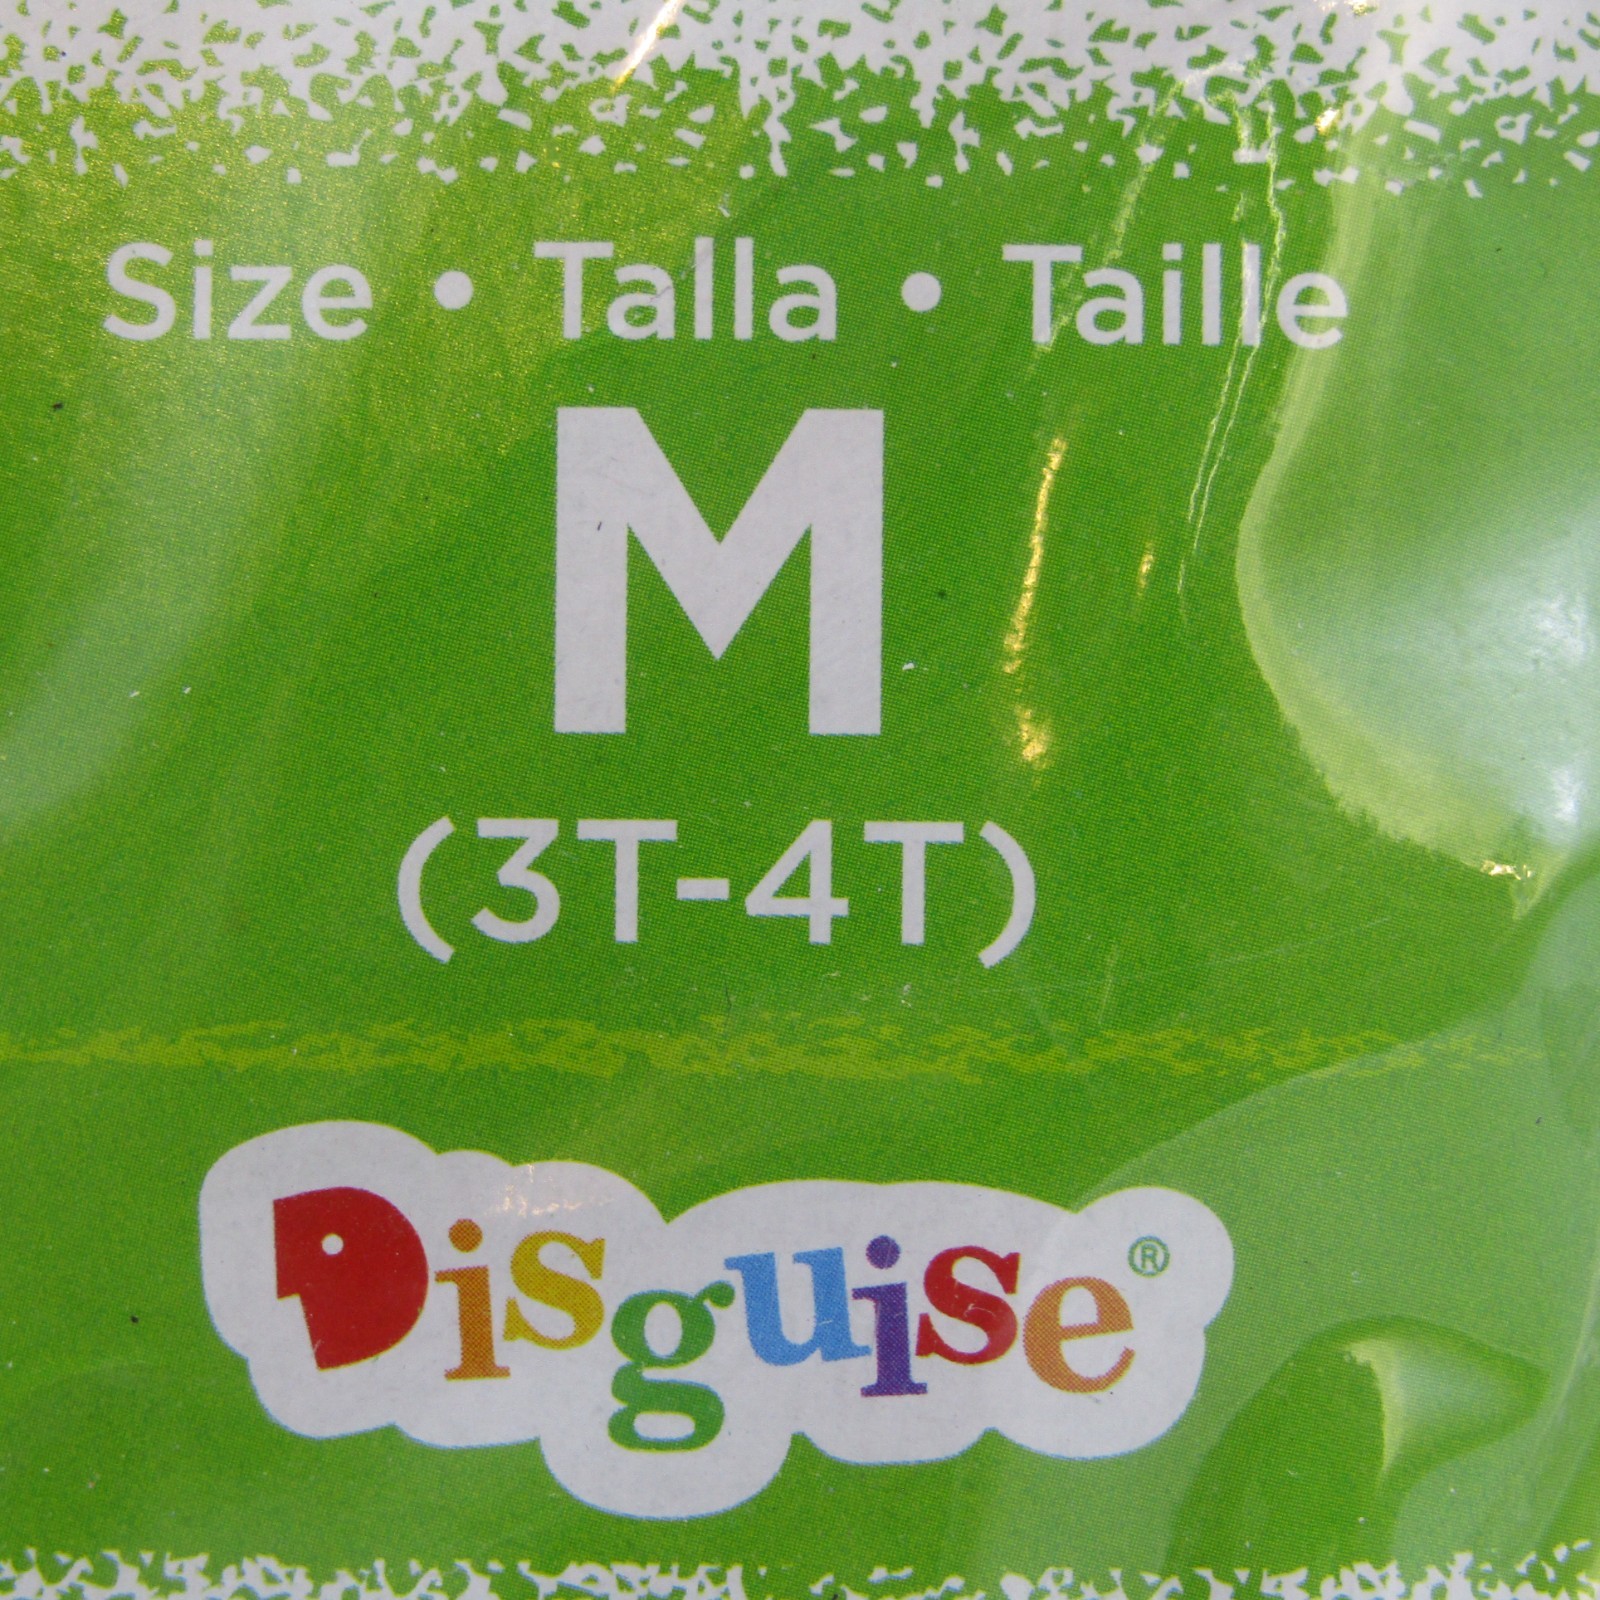 Size • Talla • Taille
M
(3T-4T)
Disguise®